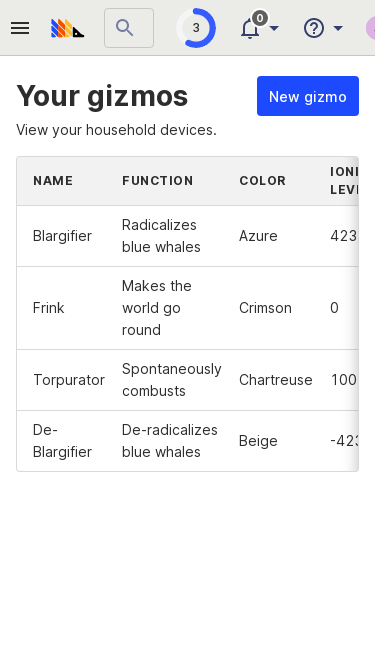 3
0
Your gizmos
New gizmo
View your household devices.
NAME FUNCTION COLOR
Blargifier Radicalizes blue whales Azure 423
Frink Makes the world go round Crimson 0
Torpurator Spontaneously combusts Chartreuse 100
De-Blargifier De-radicalizes blue whales Beige -423